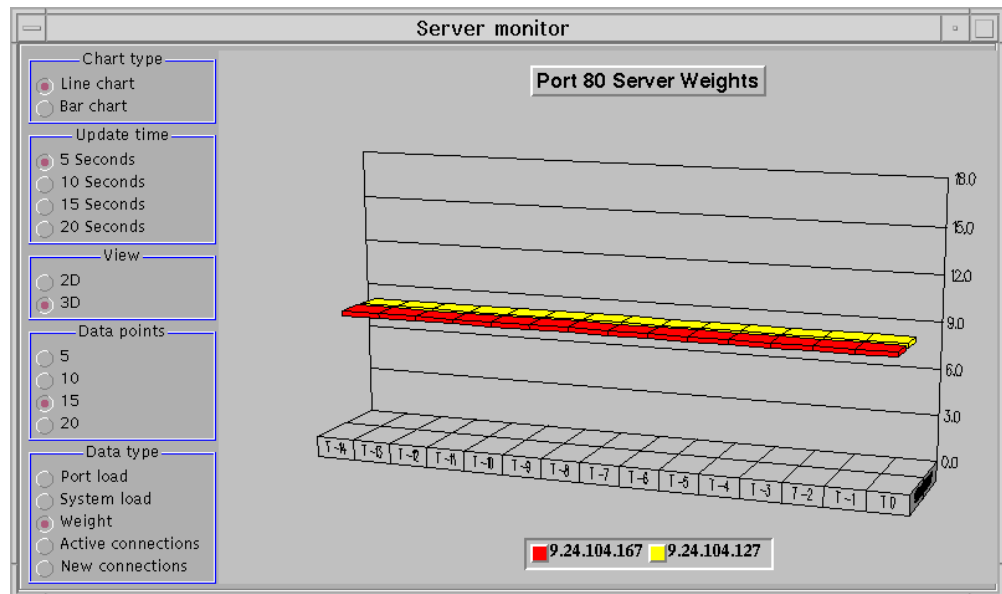 Server monitor
Chart type
Line chart
Bar chart
Update time
5 Seconds
10 Seconds
15 Seconds
20 Seconds
View
2D
3D
Data points
5
10
15
20
Data type
Port load
System load
Weight
Active connections
New connections
Port 80 Server Weights
18.0
15.0
12.0
9.0
6.0
3.0
0.0
T-14 T-13 T-12 T-11 T-10 T-9 T-8 T-7 T-6 T-5 T-4 T-3 T-2 T-1 T0
9.24.104.167 9.24.104.127